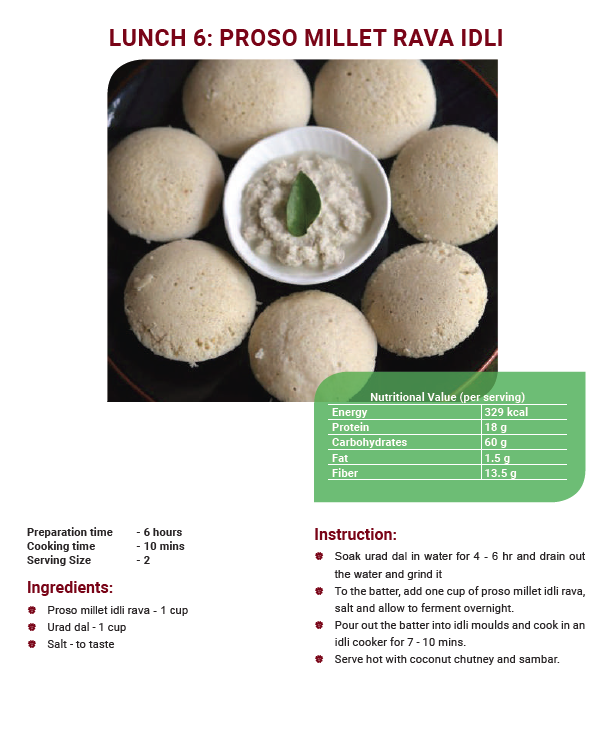 LUNCH 6: PROSO MILLET RAVA IDLI
Nutritional Value (per serving)
Energy 329 kcal
Protein 18 g
Carbohydrates 60 g
Fat 1.5 g
Fiber 13.5 g
Preparation time - 6 hours
Cooking time - 10 mins
Serving Size - 2
Ingredients:
Proso millet idli rava - 1 cup
Urad dal - 1 cup
Salt - to taste
Instruction:
Soak urad dal in water for 4 - 6 hr and drain out
the water and grind it
To the batter, add one cup of proso millet idli rava,
salt and allow to ferment overnight.
Pour out the batter into idli moulds and cook in an
idli cooker for 7 - 10 mins.
Serve hot with coconut chutney and sambar.